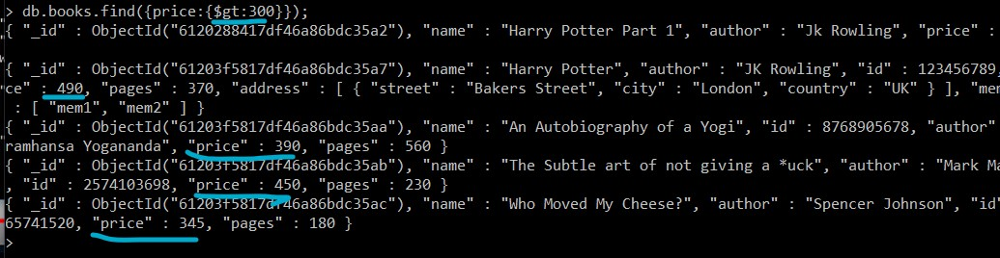 > db.books.find({price:{$gt:300}});
{ "_id" : ObjectId("6120288417df46a86bdc35a2"), "name" : "Harry Potter Part 1", "author" : "Jk Rowling", "price" :
{ "_id" : ObjectId("61203f5817df46a86bdc35a7"), "name" : "Harry Potter", "author" : "JK Rowling", "id" : 123456789,
ce" : 490, "pages" : 370, "address" : [ { "street" : "Bakers Street", "city" : "London", "country" : "UK" } ], "mem
: [ "mem1", "mem2" ] }
{ "_id" : ObjectId("61203f5817df46a86bdc35aa"), "name" : "An Autobiography of a Yogi", "id" : 8768905678, "author"
ramhansa Yogananda", "price" : 390, "pages" : 560 }
{ "_id" : ObjectId("61203f5817df46a86bdc35ab"), "name" : "The Subtle art of not giving a *uck", "author" : "Mark Ma
, "id" : 2574103698, "price" : 450, "pages" : 230 }
{ "_id" : ObjectId("61203f5817df46a86bdc35ac"), "name" : "Who Moved My Cheese?", "author" : "Spencer Johnson", "id"
65741520, "price" : 345, "pages" : 180 }
>